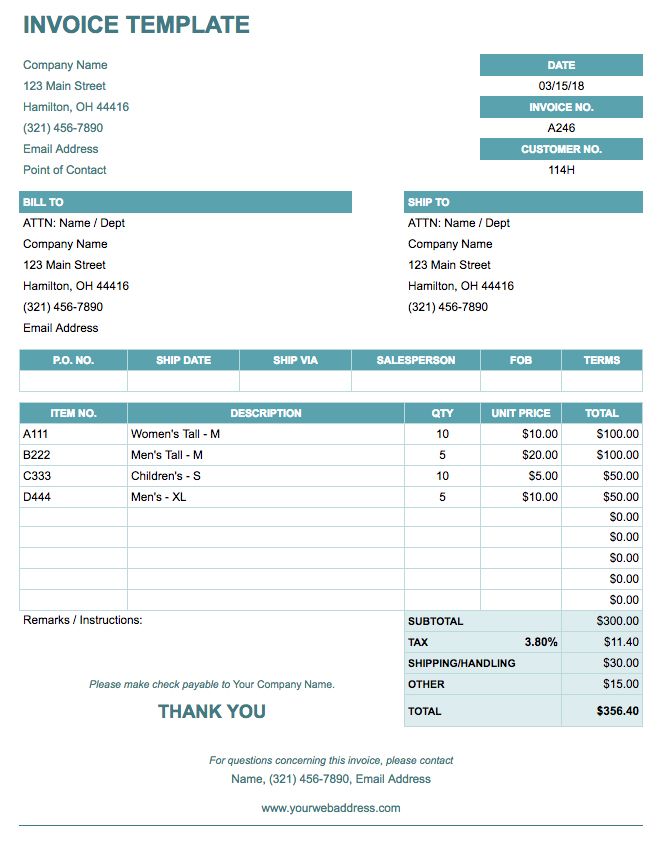 INVOICE TEMPLATE
Company Name
123 Main Street
Hamilton, OH 44416
(321) 456-7890
Email Address
Point of Contact
DATE
03/15/18
INVOICE NO.
A246
CUSTOMER NO.
114H
BILL TO
ATTN: Name / Dept
Company Name
123 Main Street
Hamilton, OH 44416
(321) 456-7890
Email Address
SHIP TO
ATTN: Name / Dept
Company Name
123 Main Street
Hamilton, OH 44416
(321) 456-7890
P.O. NO. SHIP DATE SHIP VIA SALESPERSON FOB TERMS
ITEM NO. DESCRIPTION QTY UNIT PRICE TOTAL
A111 Women's Tall - M 10 $10.00 $100.00
B222 Men's Tall - M 5 $20.00 $100.00
C333 Children's - S 10 $5.00 $50.00
D444 Men's - XL 5 $10.00 $50.00
$0.00
$0.00
$0.00
$0.00
$0.00
Remarks / Instructions:
SUBTOTAL $300.00
TAX 3.80% $11.40
SHIPPING/HANDLING $30.00
OTHER $15.00
TOTAL $356.40
Please make check payable to Your Company Name.
THANK YOU
For questions concerning this invoice, please contact
Name, (321) 456-7890, Email Address
www.yourwebaddress.com